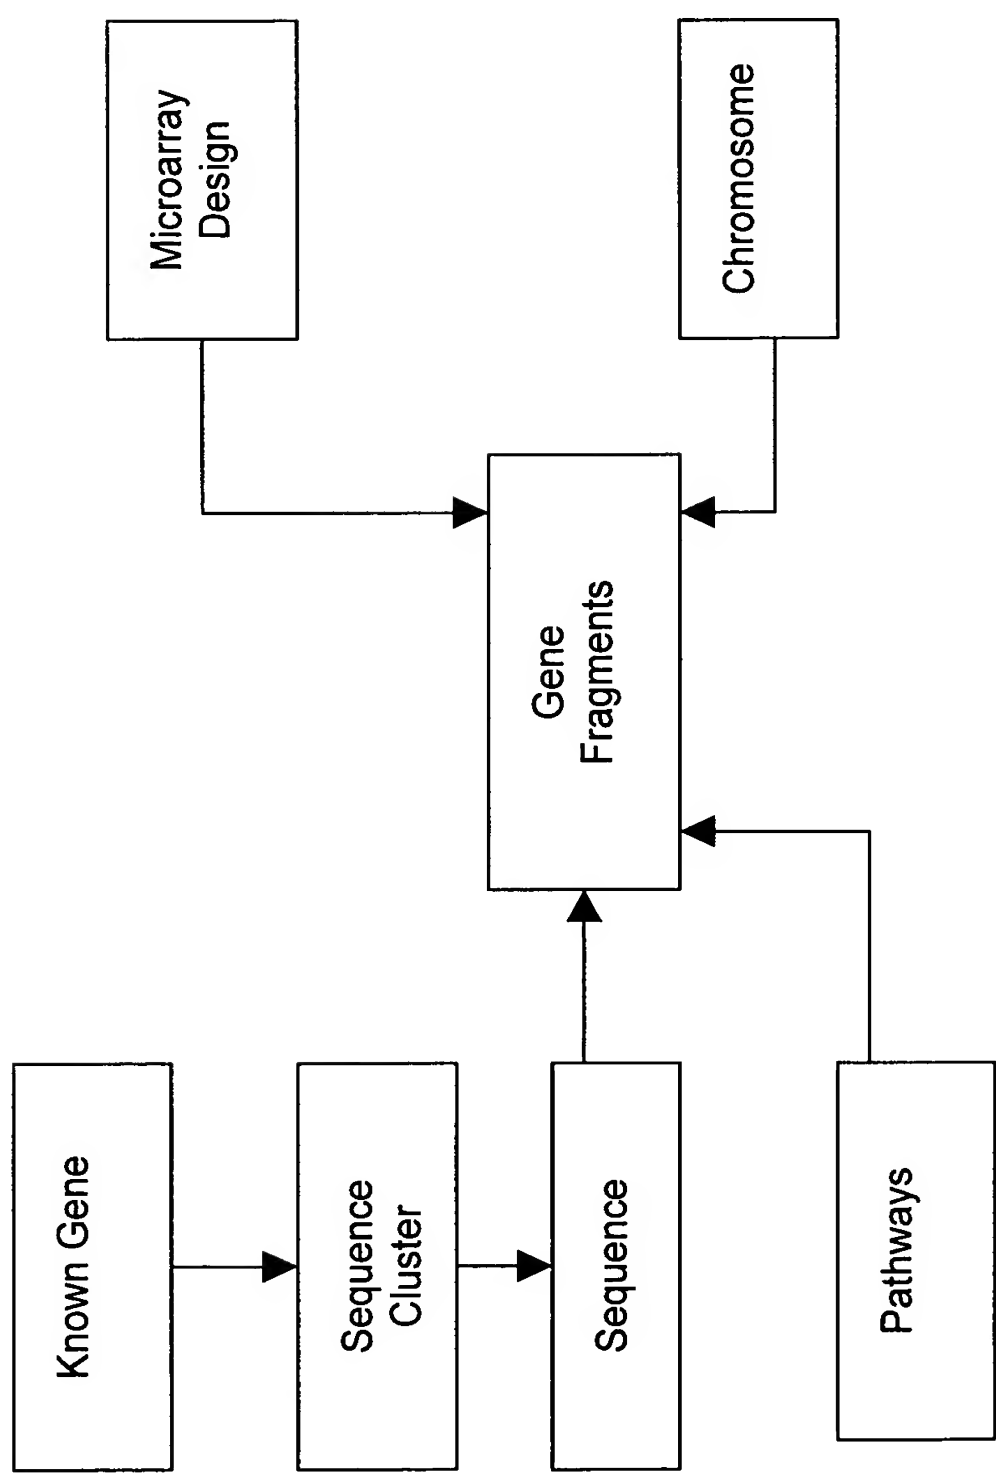 Known Gene
Sequence
Cluster
Sequence
Pathways
Gene
Fragments
Microarray
Design
Chromosome